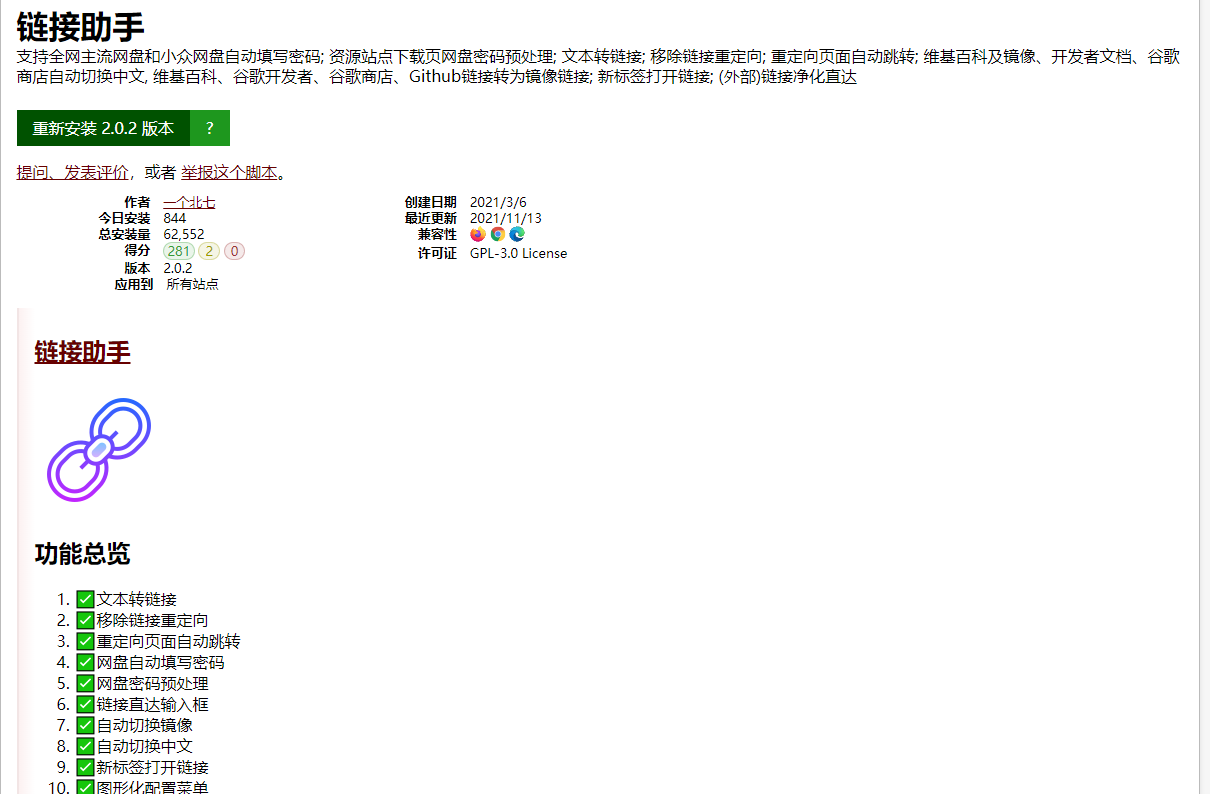 链接助手
支持全网主流网盘和小众网盘自动填写密码; 资源站点下载页网盘密码预处理; 文本转链接; 移除链接重定向; 重定向页面自动跳转; 维基百科及镜像、开发者文档、谷歌
商店自动切换中文, 维基百科、谷歌开发者、谷歌商店、Github链接转为镜像链接; 新标签打开链接; (外部)链接净化直达
重新安装 2.0.2 版本 ?
提问、发表评价，或者 举报这个脚本。
作者 一个北七
今日安装 844
总安装量 62,552
得分 281 2 0
版本 2.0.2
应用到 所有站点
创建日期 2021/3/6
最近更新 2021/11/13
兼容性
许可证 GPL-3.0 License
链接助手
功能总览
1. ✅文本转链接
2. ✅移除链接重定向
3. ✅重定向页面自动跳转
4. ✅网盘自动填写密码
5. ✅网盘密码预处理
6. ✅链接直达输入框
7. ✅自动切换镜像
8. ✅自动切换中文
9. ✅新标签打开链接
10. ✅图形化配置菜单